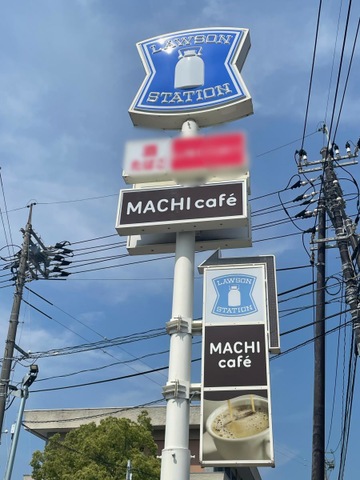 LAWSON
STATION
MACHI café
LAWSON
STATION
MACHI
café